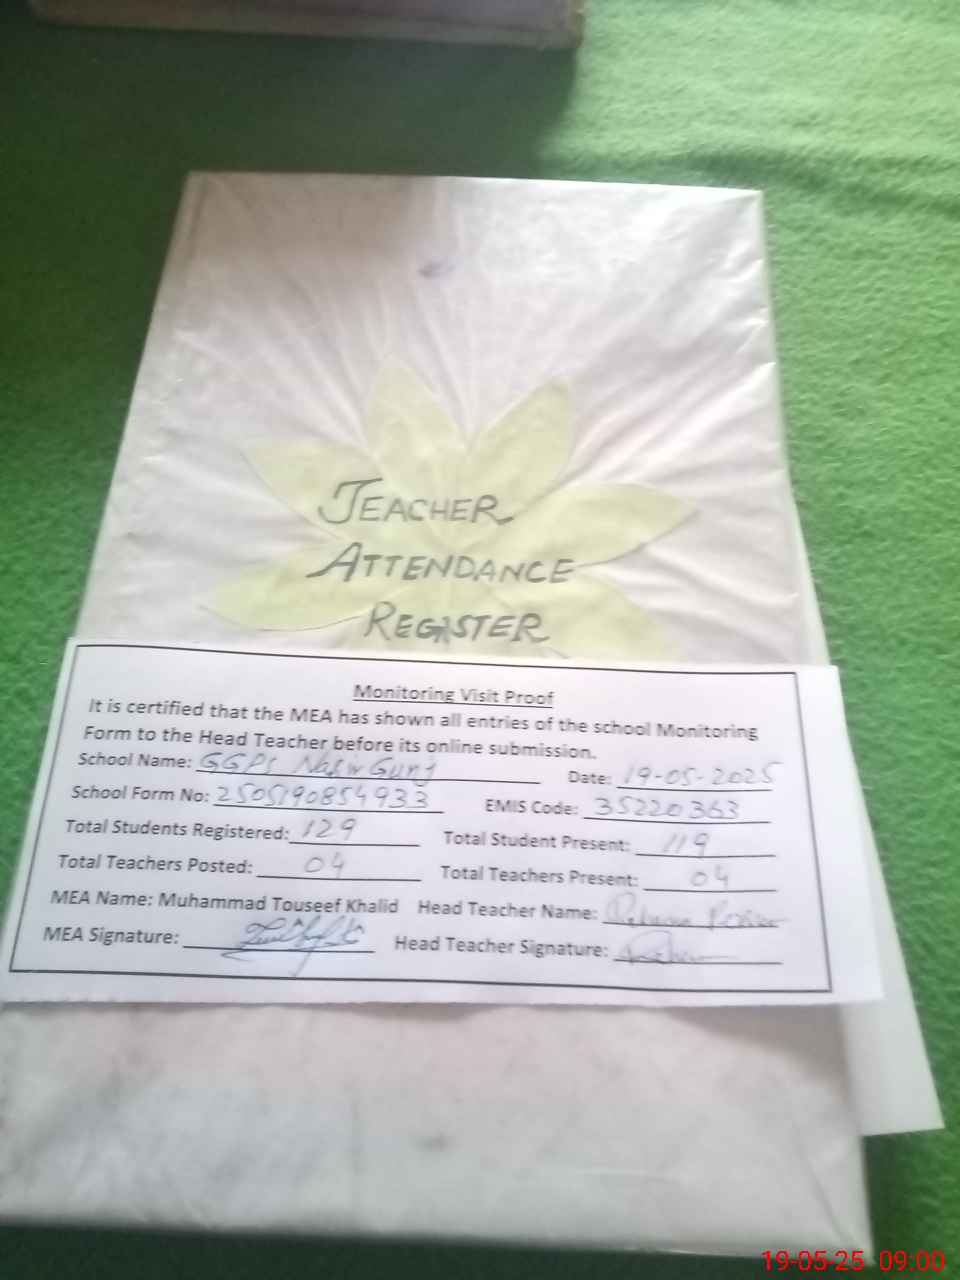 TEACHER
ATTENDANCE
REGISTER
Monitoring Visit Proof
It is certified that the MEA has shown all entries of the school Monitoring
Form to the Head Teacher before its online submission.
School Name: GGPS Nasir Gunj Date: 19-05-2025
School Form No: 2505190854933 EMIS Code: 35220363
Total Students Registered: 129 Total Student Present: 119
Total Teachers Posted: 04 Total Teachers Present: 04
MEA Name: Muhammad Touseef Khalid Head Teacher Name:
MEA Signature: Head Teacher Signature:
19-05-25 09:00